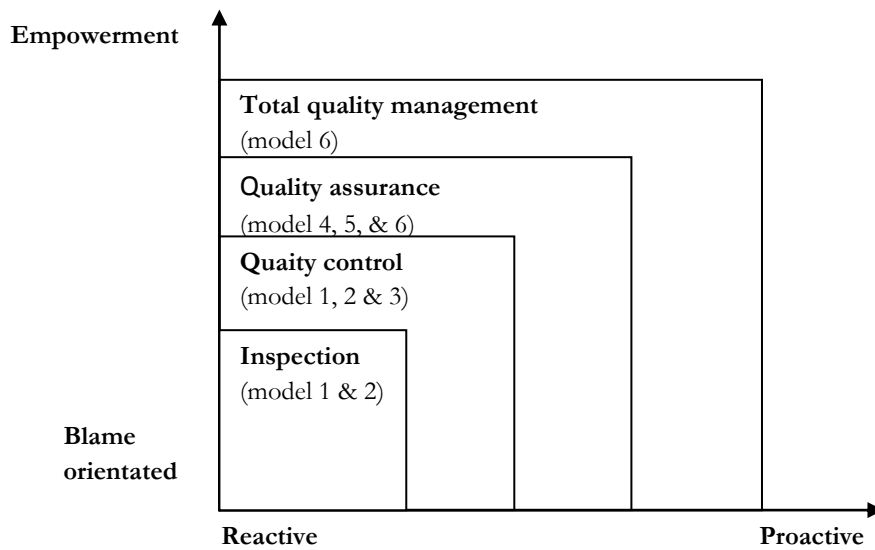 Empowerment
Total quality management
(model 6)
Quality assurance
(model 4, 5, & 6)
Quaity control
(model 1, 2 & 3)
Inspection
(model 1 & 2)
Blame
orientated
Reactive
Proactive